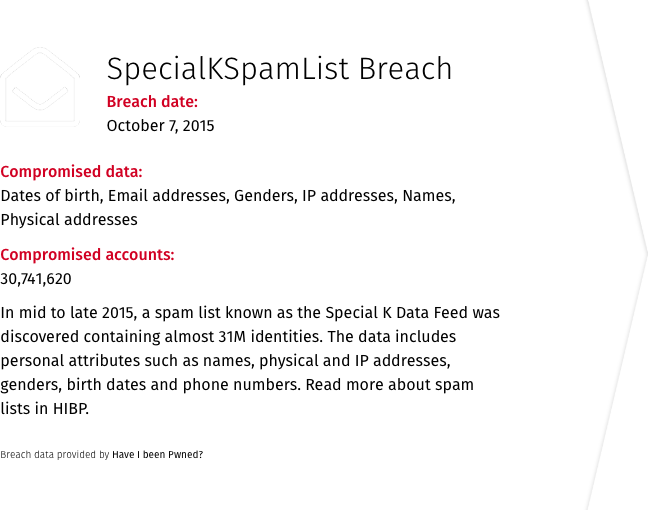 SpecialKSpamList Breach
Breach date:
October 7, 2015
Compromised data:
Dates of birth, Email addresses, Genders, IP addresses, Names,
Physical addresses
Compromised accounts:
30,741,620
In mid to late 2015, a spam list known as the Special K Data Feed was
discovered containing almost 31M identities. The data includes
personal attributes such as names, physical and IP addresses,
genders, birth dates and phone numbers. Read more about spam
lists in HIBP.
Breach data provided by Have I been Pwned?